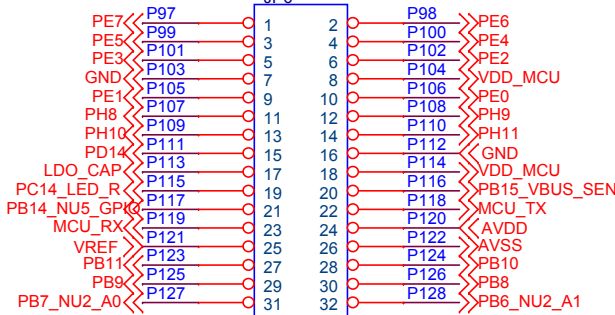 PE7 P97 1 2 P98 PE6
PE5 P99 3 4 P100 PE4
PE3 P101 5 6 P102 PE2
GND P103 7 8 P104 VDD_MCU
PE1 P105 9 10 P106 PE0
PH8 P107 11 12 P108 PH9
PH10 P109 13 14 P110 PH11
PD14 P111 15 16 P112 GND
LDO_CAP P113 17 18 P114 VDD_MCU
PC14_LED_R P115 19 20 P116 PB15_VBUS_SEN
PB14_NU5_GPIO P117 21 22 P118 MCU_TX
MCU_RX P119 23 24 P120 AVDD
VREF P121 25 26 P122 AVSS
PB11 P123 27 28 P124 PB10
PB9 P125 29 30 P126 PB8
PB7_NU2_A0 P127 31 32 P128 PB6_NU2_A1